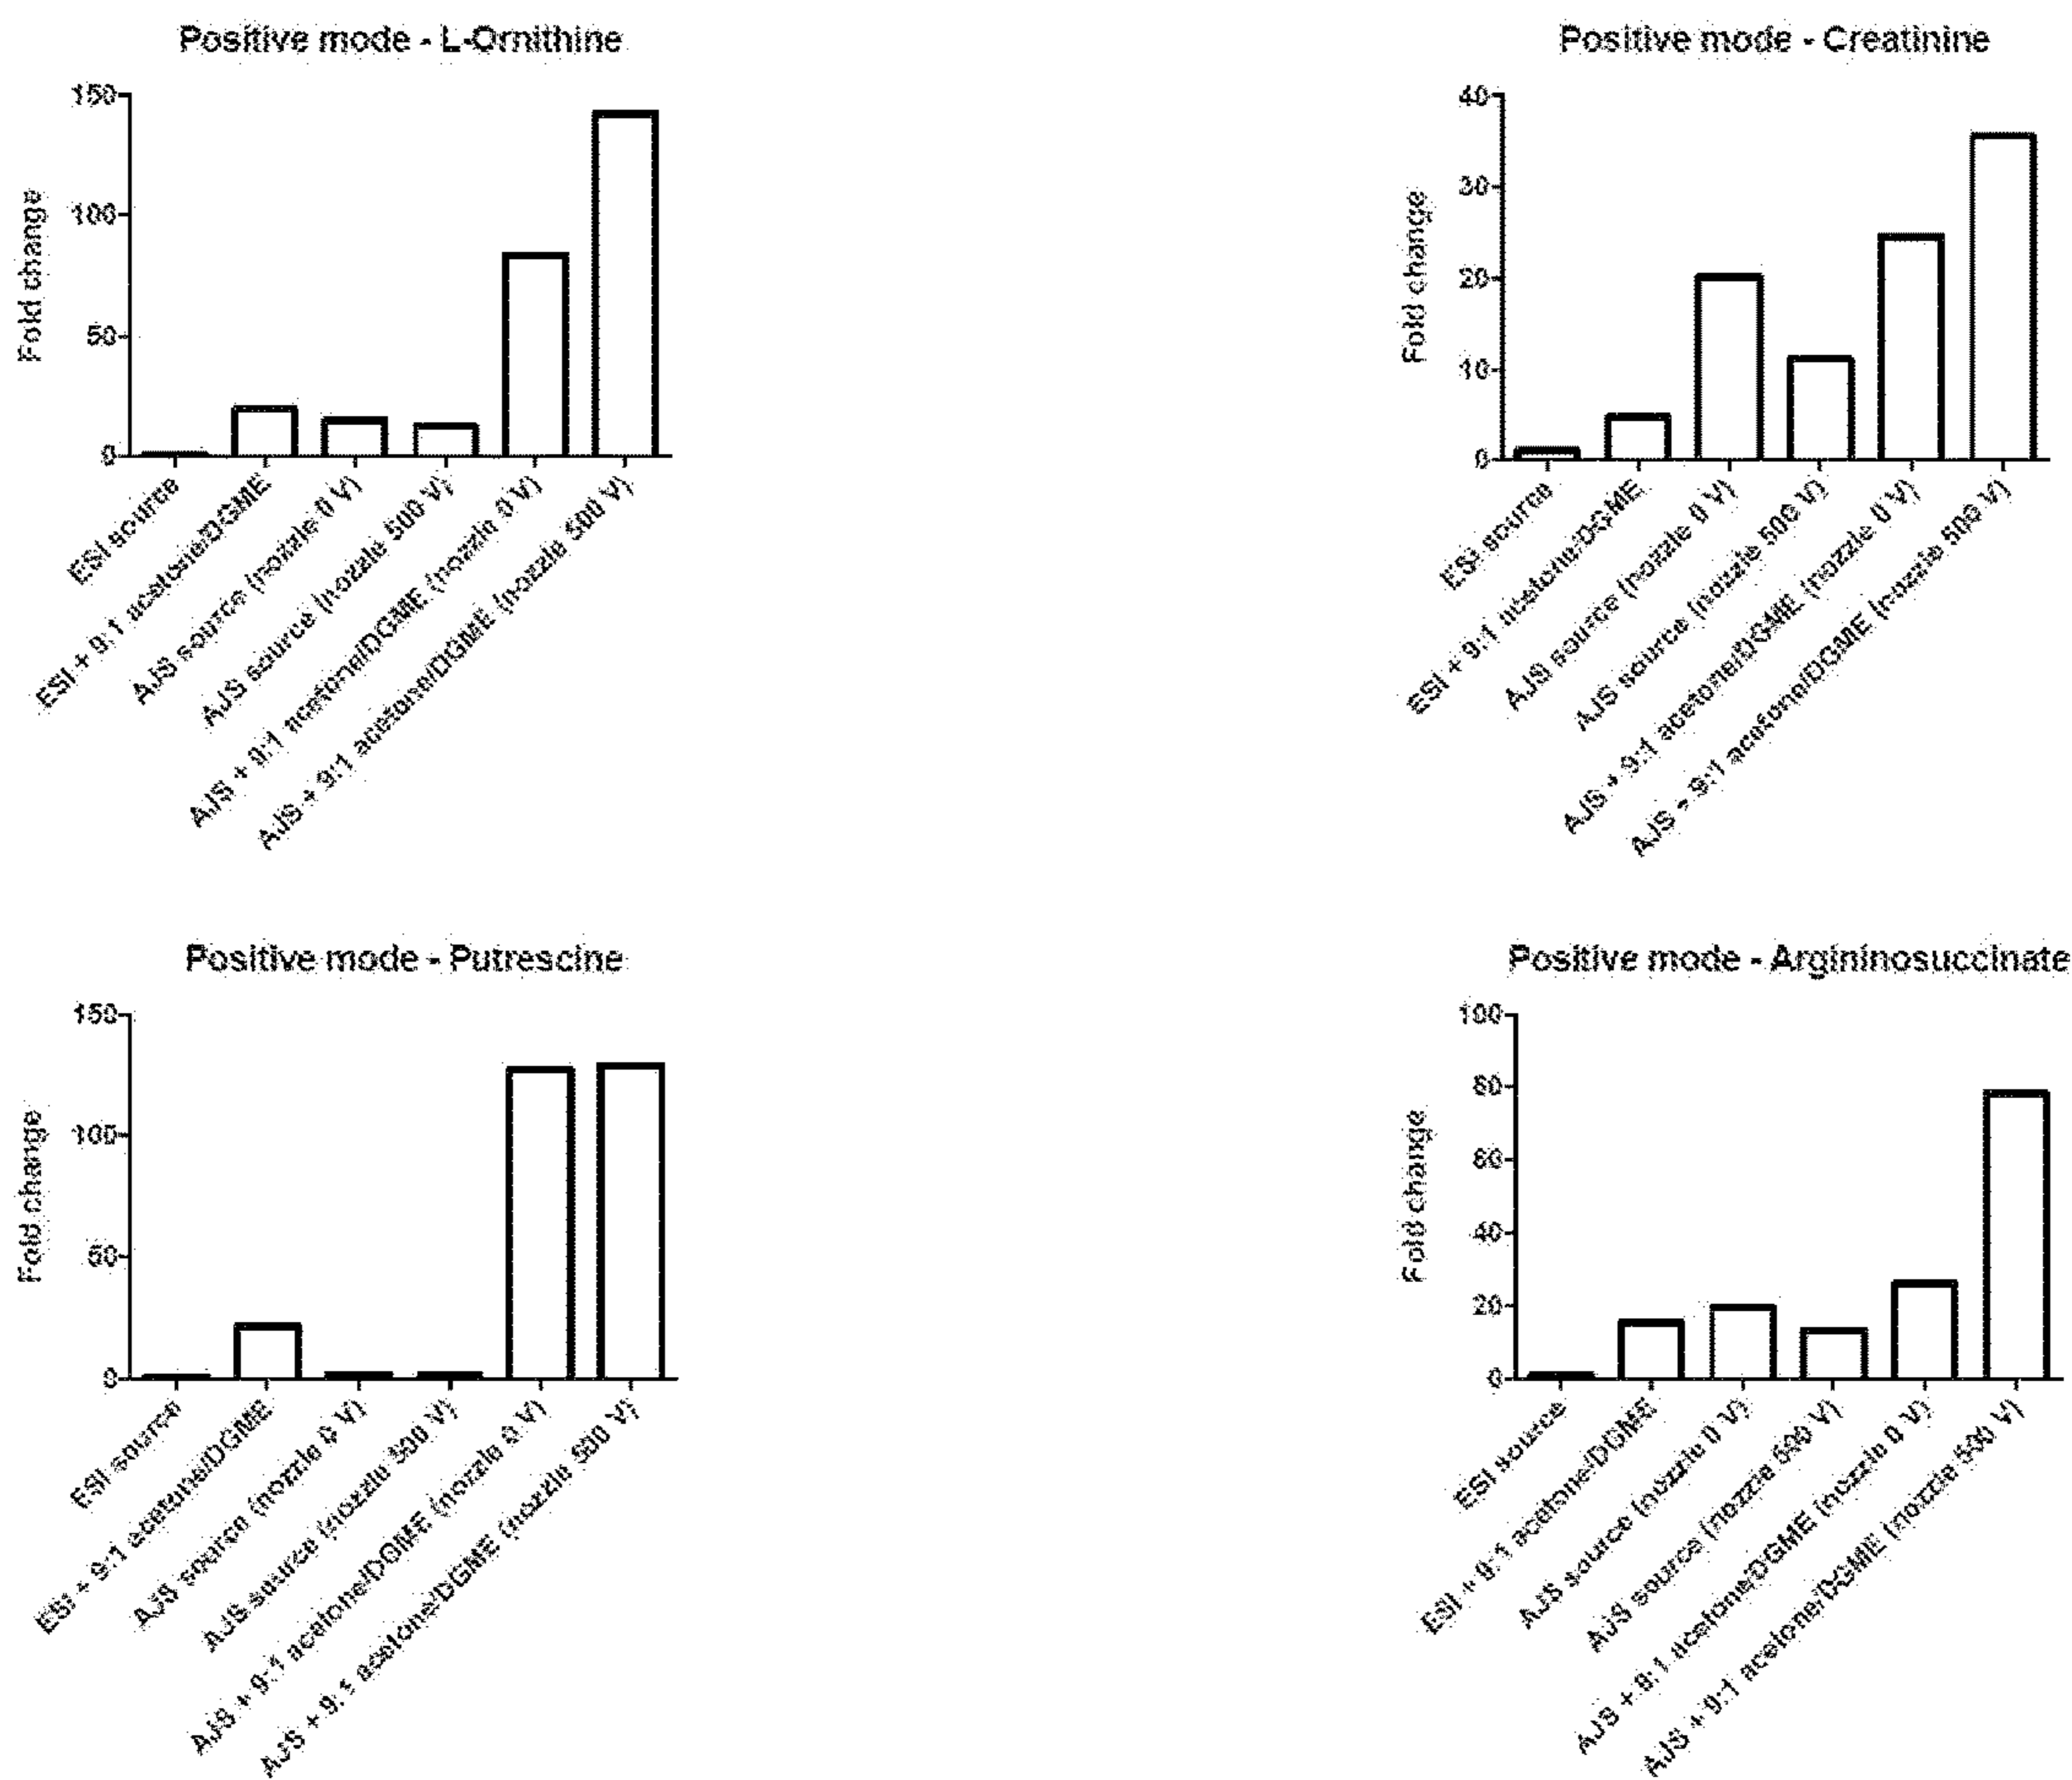 Positive mode - L-Ornithine
150
100
50
0
Fold change
ESI source
ESI + 9:1 acetone/DGME
AJS source (nozzle 0 V)
AJS source (nozzle 500 V)
AJS + 9:1 acetone/DGME (nozzle 0 V)
AJS + 9:1 acetone/DGME (nozzle 500 V)
Positive mode - Creatinine
40
30
20
10
0
Fold change
ESI source
ESI + 9:1 acetone/DGME
AJS source (nozzle 0 V)
AJS source (nozzle 500 V)
AJS + 9:1 acetone/DGME (nozzle 0 V)
AJS + 9:1 acetone/DGME (nozzle 500 V)
Positive mode - Putrescine
150
100
50
0
Fold change
ESI source
ESI + 9:1 acetone/DGME
AJS source (nozzle 0 V)
AJS source (nozzle 500 V)
AJS + 9:1 acetone/DGME (nozzle 0 V)
AJS + 9:1 acetone/DGME (nozzle 500 V)
Positive mode - Argininosuccinate
100
80
60
40
20
0
Fold change
ESI source
ESI + 9:1 acetone/DGME
AJS source (nozzle 0 V)
AJS source (nozzle 500 V)
AJS + 9:1 acetone/DGME (nozzle 0 V)
AJS + 9:1 acetone/DGME (nozzle 500 V)